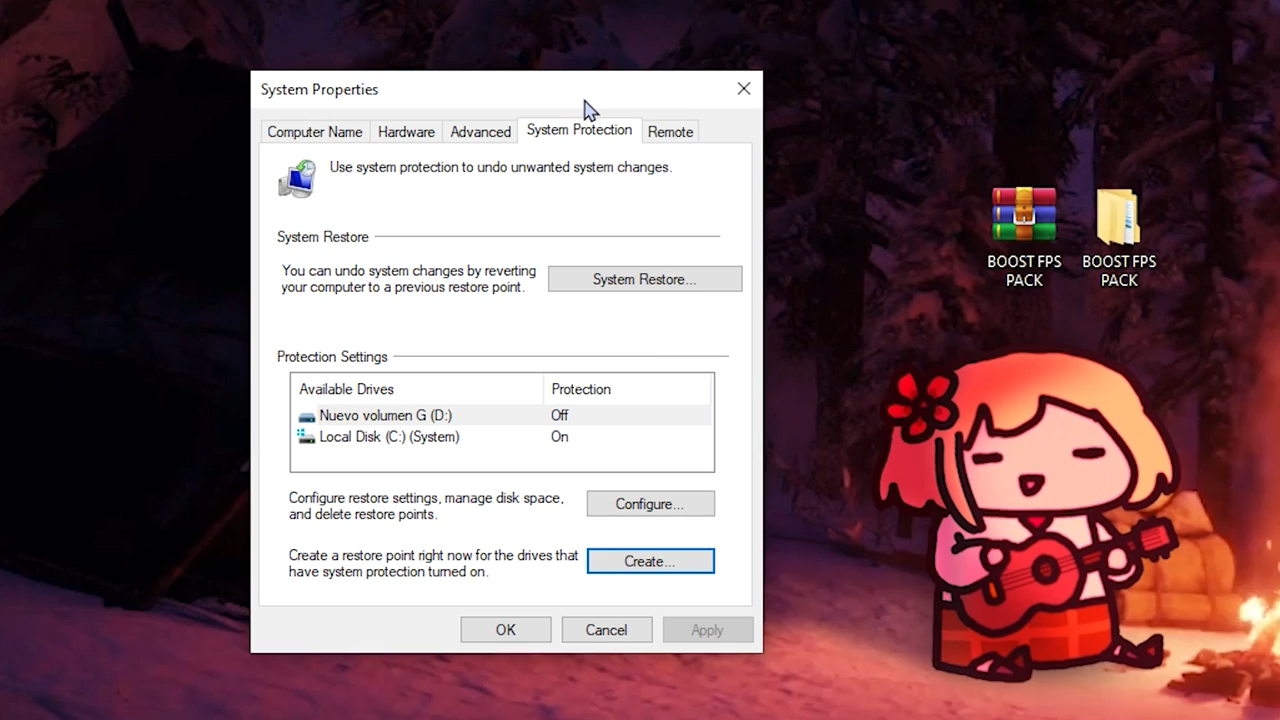 System Properties
Computer Name
Hardware
Advanced
System Protection
Remote
Use system protection to undo unwanted system changes.
System Restore
You can undo system changes by reverting
your computer to a previous restore point.
System Restore...
Protection Settings
Available Drives
Protection
Nuevo volumen G (D:)
Off
Local Disk (C:) (System)
On
Configure restore settings, manage disk space,
and delete restore points.
Configure...
Create a restore point right now for the drives that
have system protection turned on.
Create...
OK
Cancel
Apply
BOOST FPS
PACK
BOOST FPS
PACK